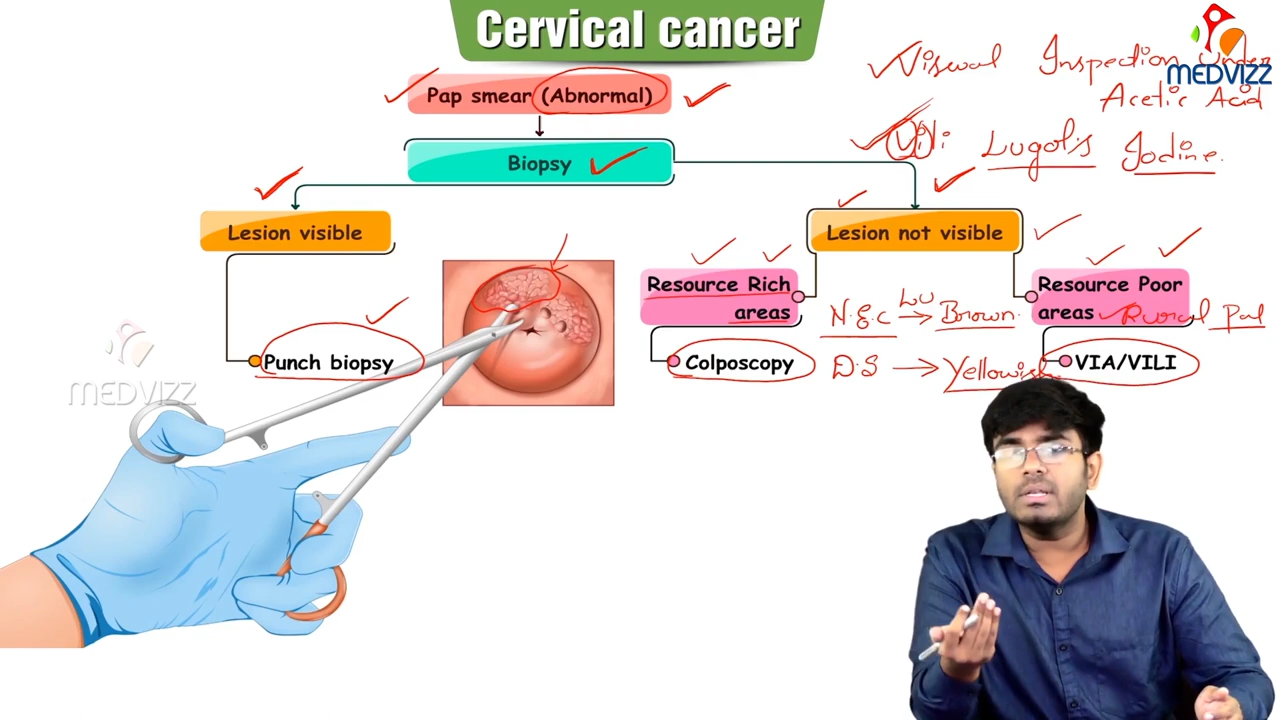 Cervical cancer
MEDVIZZ
Visual Inspection Under
Acetic Acid
Pap smear (Abnormal)
Vili Lugol's Iodine.
Biopsy
Lesion visible
Lesion not visible
Resource Rich
areas
Resource Poor
areas
N.E.C Brown.
Punch biopsy
Colposcopy
D.S Yellowish
VIA/VILI
MEDVIZZ